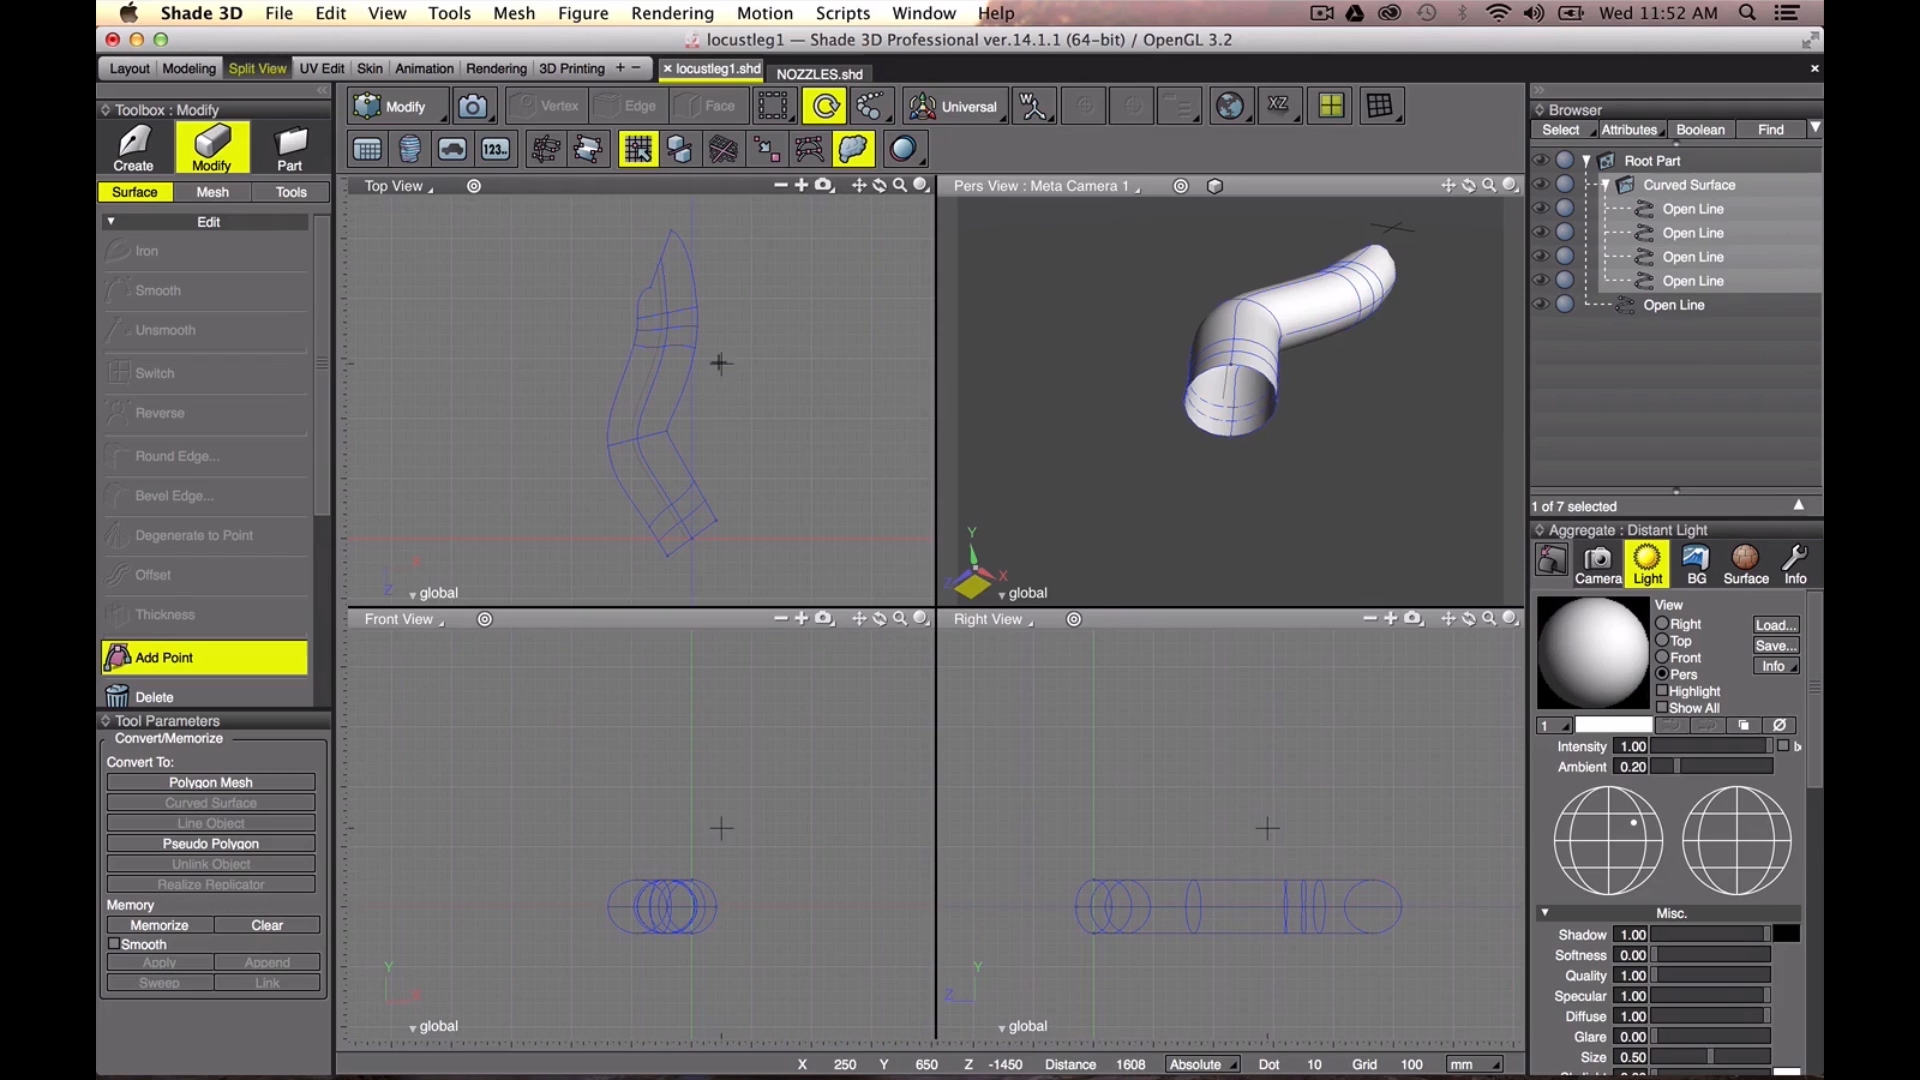 Shade 3D File Edit View Tools Mesh Figure Rendering Motion Scripts Window Help Wed 11:52 AM
locustleg1 — Shade 3D Professional ver.14.1.1 (64-bit) / OpenGL 3.2
Layout Modeling Split View UV Edit Skin Animation Rendering 3D Printing + − × locustleg1.shd NOZZLES.shd ×
Toolbox : Modify
Create Modify Part
Surface Mesh Tools
Edit
Iron
Smooth
Unsmooth
Switch
Reverse
Round Edge...
Bevel Edge...
Degenerate to Point
Offset
Thickness
Add Point
Delete
Tool Parameters
Convert/Memorize
Convert To:
Polygon Mesh
Curved Surface
Line Object
Pseudo Polygon
Unlink Object
Realize Replicator
Memory
Memorize Clear
Smooth
Apply Append
Sweep Link
Modify Vertex Edge Face Universal XZ
123..
Top View
X
Z
global
Pers View : Meta Camera 1
Y
Z X
global
Front View
Y
X
global
Right View
Y
Z
global
X 250 Y 650 Z -1450 Distance 1608 Absolute Dot 10 Grid 100 mm
Browser
Select Attributes Boolean Find
Root Part
Curved Surface
Open Line
Open Line
Open Line
Open Line
Open Line
1 of 7 selected
Aggregate : Distant Light
Camera Light BG Surface Info
View
Right Load...
Top Save...
Front Info
Pers
Highlight
Show All
1
Intensity 1.00
Ambient 0.20
Misc.
Shadow 1.00
Softness 0.00
Quality 1.00
Specular 1.00
Diffuse 1.00
Glare 0.00
Size 0.50